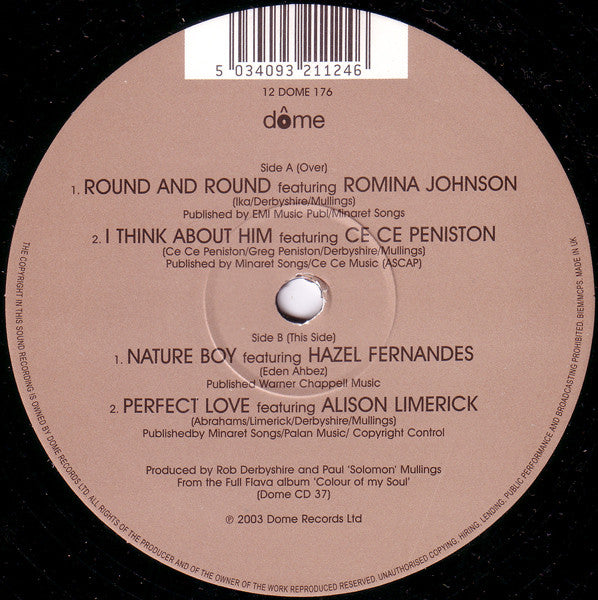 5 034093 211246
12 DOME 176
dôme
Side A (Over)
1. ROUND AND ROUND featuring ROMINA JOHNSON
(Ika/Derbyshire/Mullings)
Published by EMI Music Publ/Minaret Songs
2. I THINK ABOUT HIM featuring CE CE PENISTON
(Ce Ce Peniston/Greg Peniston/Derbyshire/Mullings)
Published by Minaret Songs/Ce Ce Music (ASCAP)
Side B (This Side)
1. NATURE BOY featuring HAZEL FERNANDES
(Eden Ahbez)
Published Warner Chappell Music
2. PERFECT LOVE featuring ALISON LIMERICK
(Abrahams/Limerick/Derbyshire/Mullings)
Publishedby Minaret Songs/Palan Music/ Copyright Control
Produced by Rob Derbyshire and Paul 'Solomon' Mullings
From the Full Flava album 'Colour of my Soul'
(Dome CD 37)
℗ 2003 Dome Records Ltd
THE COPYRIGHT IN THIS SOUND RECORDING IS OWNED BY DOME RECORDS LTD. ALL RIGHTS OF THE PRODUCER AND OF THE OWNER OF THE WORK REPRODUCED RESERVED. UNAUTHORISED COPYING, HIRING, LENDING, PUBLIC PERFORMANCE AND BROADCASTING PROHIBITED. BIEM/MCPS. MADE IN UK